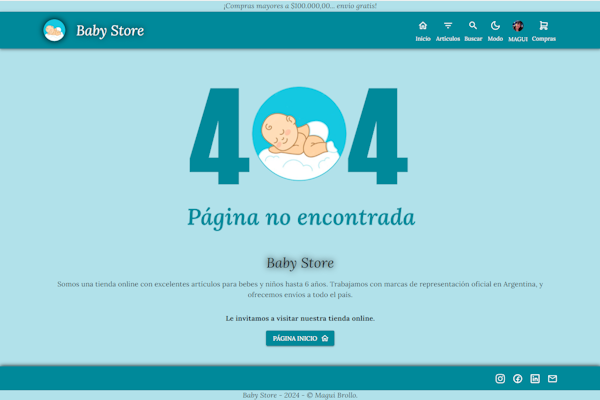 ¡Compras mayores a $100.000,00... envio gratis!
Baby Store
Inicio Artículos Buscar Modo MAGUI Compras
4 4
Página no encontrada
Baby Store
Somos una tienda online con excelentes artículos para bebes y niños hasta 6 años. Trabajamos con marcas de representación oficial en Argentina, y
ofrecemos envíos a todo el país.
Le invitamos a visitar nuestra tienda online.
PÁGINA INICIO
Baby Store - 2024 - © Magui Brollo.